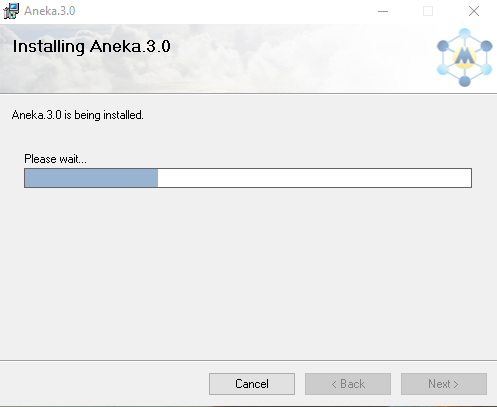 Aneka.3.0
Installing Aneka.3.0
Aneka.3.0 is being installed.
Please wait...
Cancel
< Back
Next >